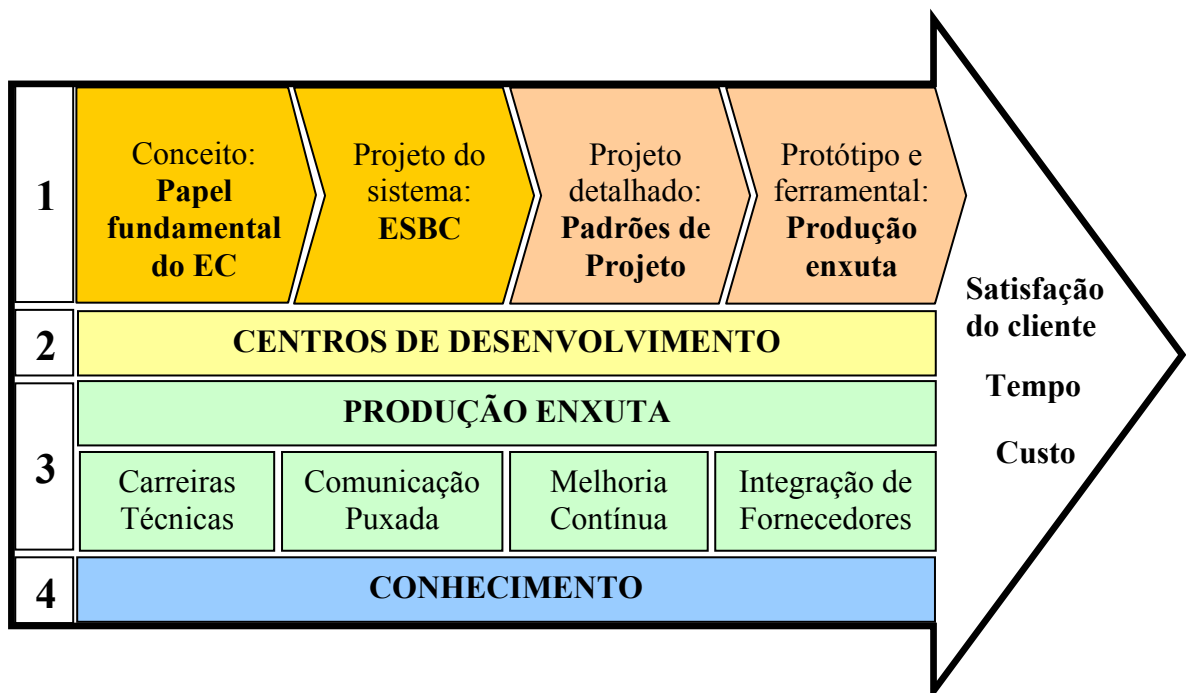 1
Conceito:
Papel
fundamental
do EC
Projeto do
sistema:
ESBC
Projeto
detalhado:
Padrões de
Projeto
Protótipo e
ferramental:
Produção
enxuta
2
CENTROS DE DESENVOLVIMENTO
3
PRODUÇÃO ENXUTA
Carreiras
Técnicas
Comunicação
Puxada
Melhoria
Contínua
Integração de
Fornecedores
4
CONHECIMENTO
Satisfação
do cliente
Tempo
Custo